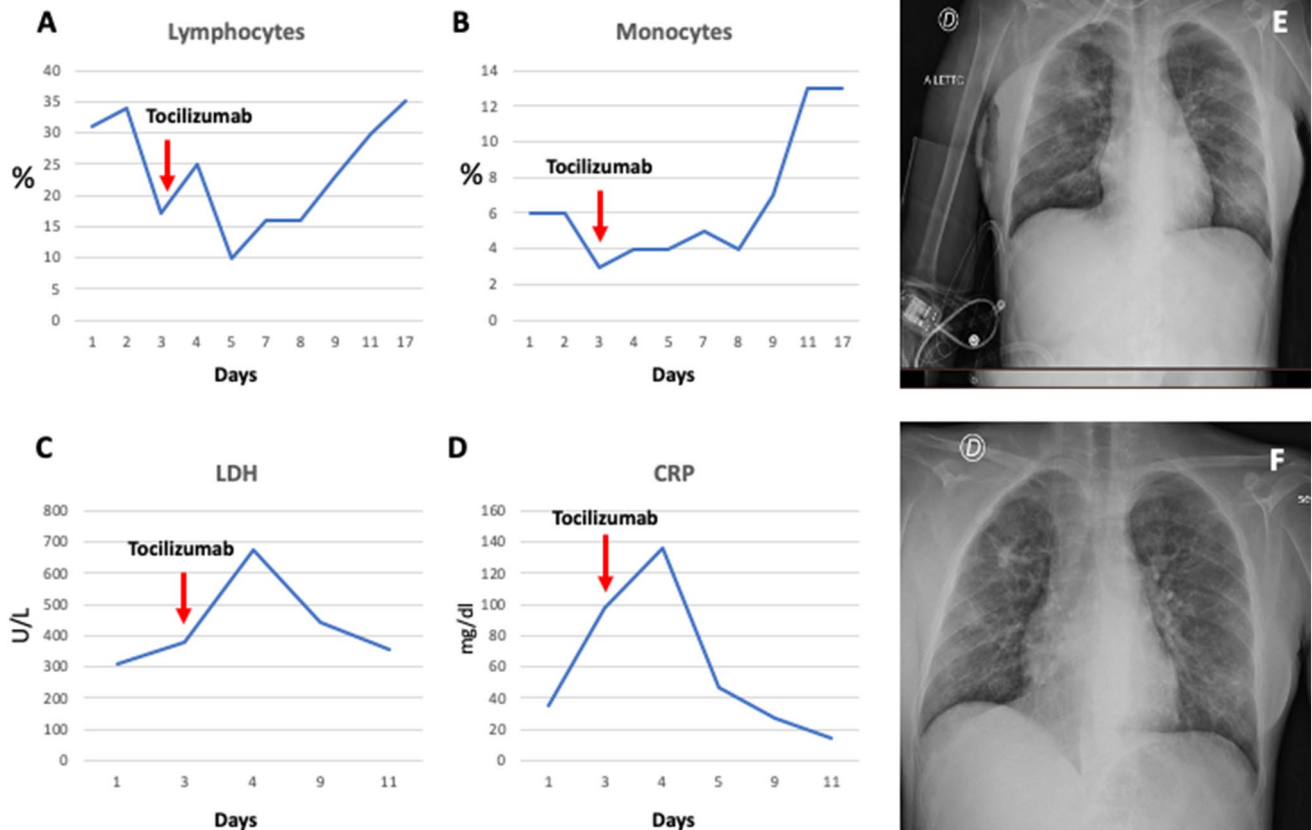 A
Lymphocytes
40
35
30
25
20
15
10
5
0
%
Tocilizumab
1 2 3 4 5 7 8 9 11 17
Days
B
Monocytes
14
12
10
8
6
4
2
0
%
Tocilizumab
1 2 3 4 5 7 8 9 11 17
Days
D
A LETTO
E
C
LDH
800
700
600
500
400
300
200
100
0
U/L
Tocilizumab
1 3 4 9 11
Days
D
CRP
160
140
120
100
80
60
40
20
0
mg/dl
Tocilizumab
1 3 4 5 9 11
Days
D
F